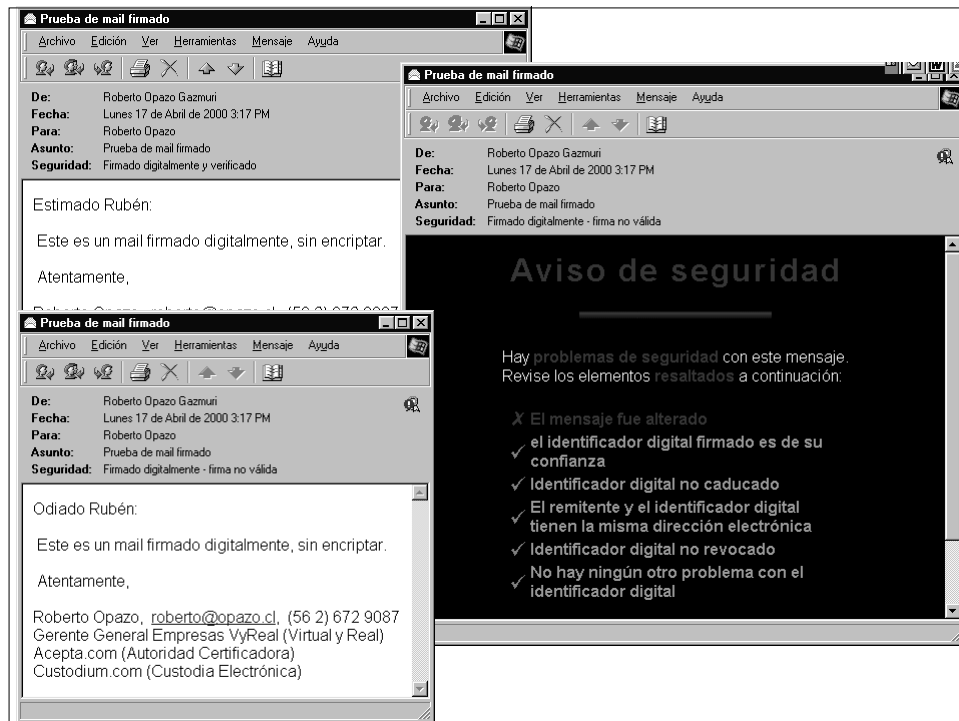 Prueba de mail firmado
Archivo Edición Ver Herramientas Mensaje Ayuda
De: Roberto Opazo Gazmuri
Fecha: Lunes 17 de Abril de 2000 3:17 PM
Para: Roberto Opazo
Asunto: Prueba de mail firmado
Seguridad: Firmado digitalmente y verificado
Estimado Rubén:
Este es un mail firmado digitalmente, sin encriptar.
Atentamente,
Roberto Opazo, roberto@opazo.cl, (56 2) 672 9087
Prueba de mail firmado
Archivo Edición Ver Herramientas Mensaje Ayuda
De: Roberto Opazo Gazmuri
Fecha: Lunes 17 de Abril de 2000 3:17 PM
Para: Roberto Opazo
Asunto: Prueba de mail firmado
Seguridad: Firmado digitalmente - firma no válida
Aviso de seguridad
Hay problemas de seguridad con este mensaje.
Revise los elementos resaltados a continuación:
✗ El mensaje fue alterado
✓ el identificador digital firmado es de su
confianza
✓ Identificador digital no caducado
✓ El remitente y el identificador digital
tienen la misma dirección electrónica
✓ Identificador digital no revocado
✓ No hay ningún otro problema con el
identificador digital
Prueba de mail firmado
Archivo Edición Ver Herramientas Mensaje Ayuda
De: Roberto Opazo Gazmuri
Fecha: Lunes 17 de Abril de 2000 3:17 PM
Para: Roberto Opazo
Asunto: Prueba de mail firmado
Seguridad: Firmado digitalmente - firma no válida
Odiado Rubén:
Este es un mail firmado digitalmente, sin encriptar.
Atentamente,
Roberto Opazo, roberto@opazo.cl, (56 2) 672 9087
Gerente General Empresas VyReal (Virtual y Real)
Acepta.com (Autoridad Certificadora)
Custodium.com (Custodia Electrónica)